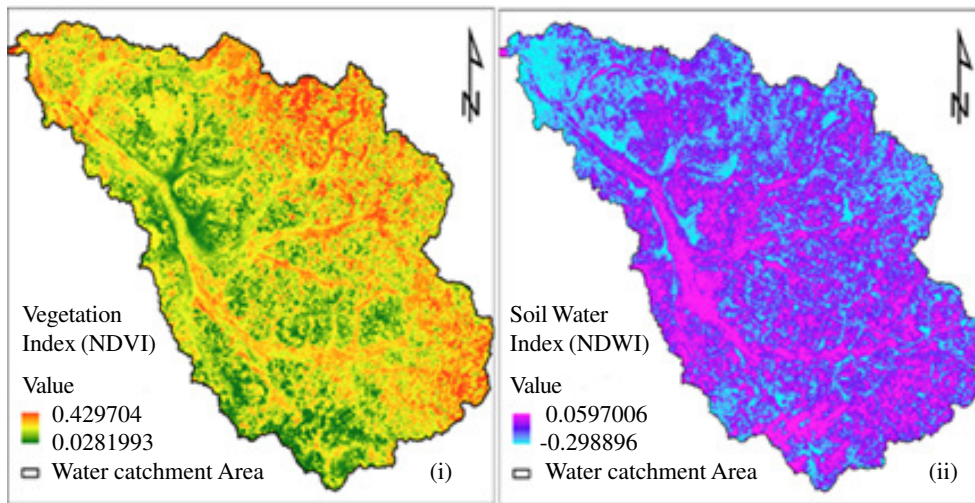 Vegetation
Index (NDVI)
Value
0.429704
0.0281993
Water catchment Area
(i)
N
Soil Water
Index (NDWI)
Value
0.0597006
-0.298896
Water catchment Area
(ii)
N